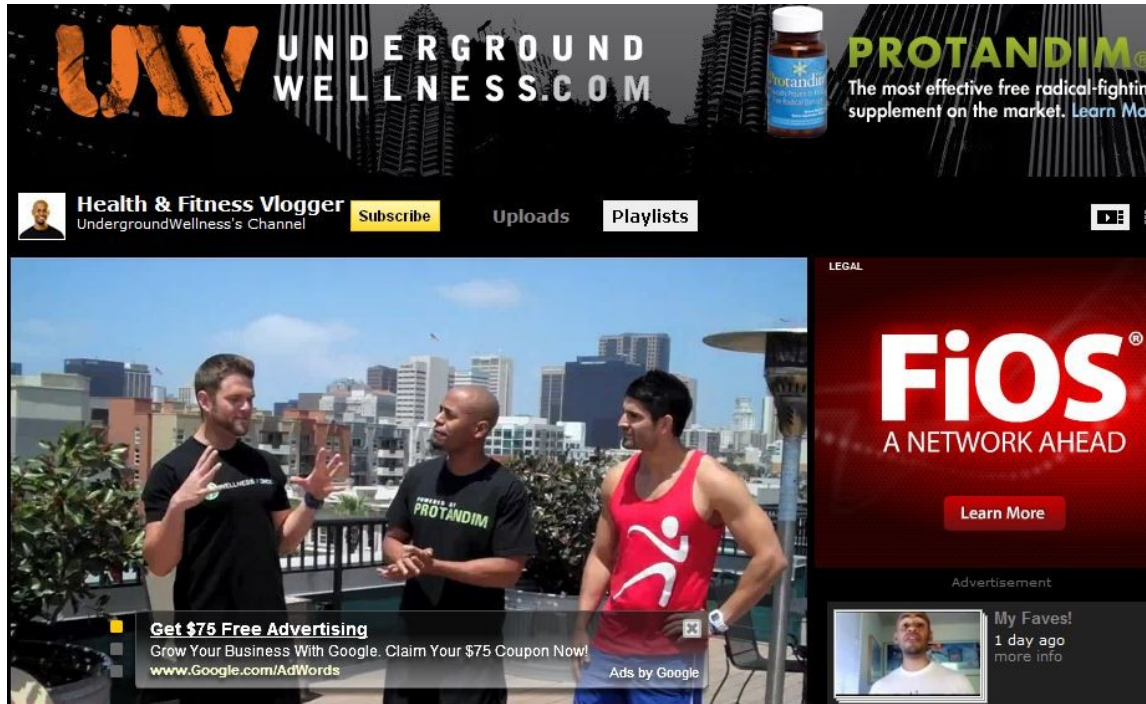 UW
UNDERGROUND
WELLNESS.COM
PROTANDIM®
The most effective free radical-fightin
supplement on the market. Learn Mo
Protandim
Health & Fitness Vlogger
UndergroundWellness's Channel
Subscribe
Uploads
Playlists
LEGAL
FiOS®
A NETWORK AHEAD
Learn More
Advertisement
POWERED BY
PROTANDIM
Get $75 Free Advertising
Grow Your Business With Google. Claim Your $75 Coupon Now!
www.Google.com/AdWords
Ads by Google
My Faves!
1 day ago
more info